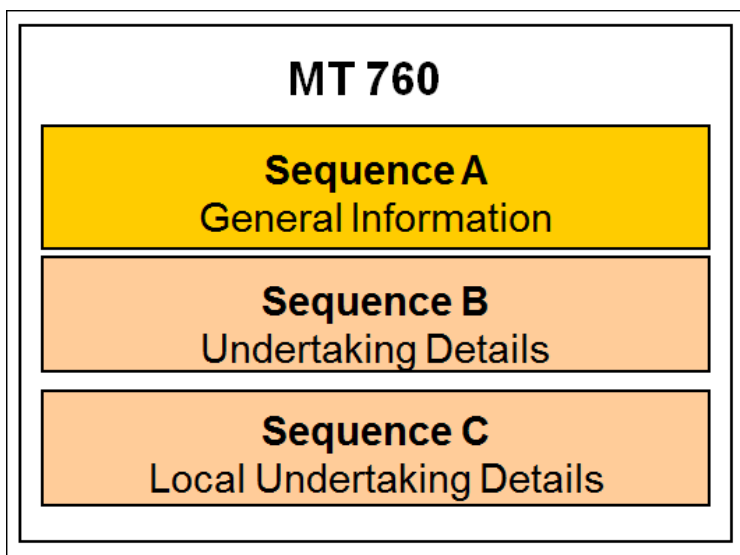 MT 760
Sequence A
General Information
Sequence B
Undertaking Details
Sequence C
Local Undertaking Details